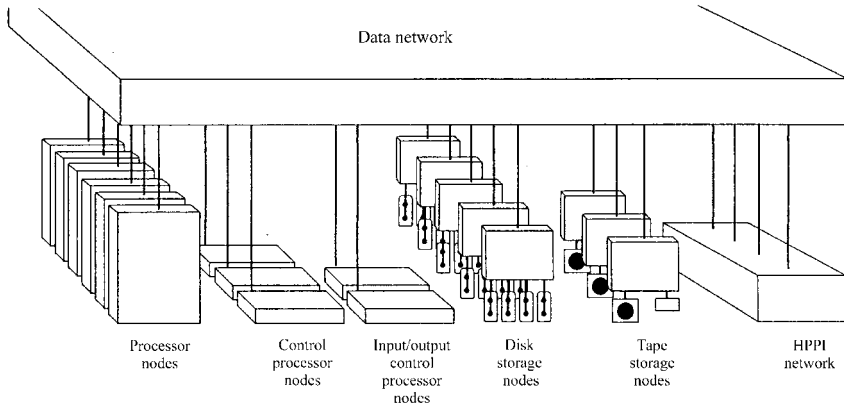 Data network
Processor
nodes
Control
processor
nodes
Input/output
control
processor
nodes
Disk
storage
nodes
Tape
storage
nodes
HPPI
network